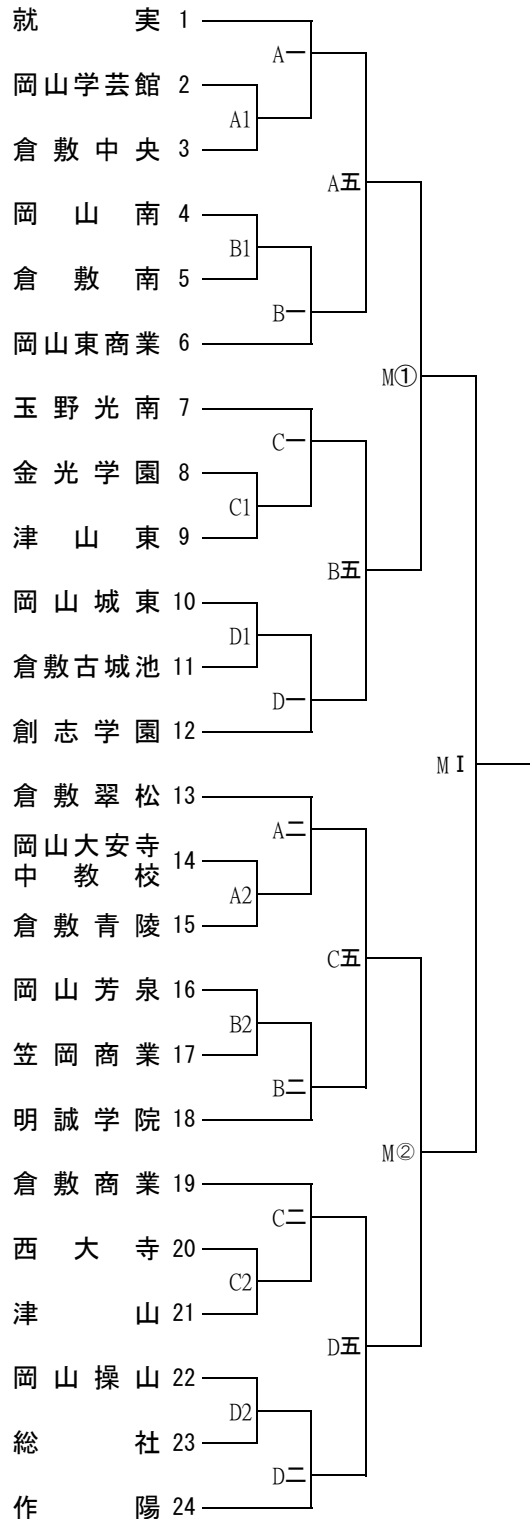 就実 1
A一
岡山学芸館 2
A1
倉敷中央 3
A五
岡山南 4
B1
倉敷南 5
B一
岡山東商業 6
M①
玉野光南 7
C一
金光学園 8
C1
津山東 9
B五
岡山城東 10
D1
倉敷古城池 11
D一
創志学園 12
MⅠ
倉敷翠松 13
A二
岡山大安寺
中教校 14
A2
倉敷青陵 15
C五
岡山芳泉 16
B2
笠岡商業 17
B二
明誠学院 18
M②
倉敷商業 19
C二
西大寺 20
C2
津山 21
D五
岡山操山 22
D2
総社 23
D二
作陽 24